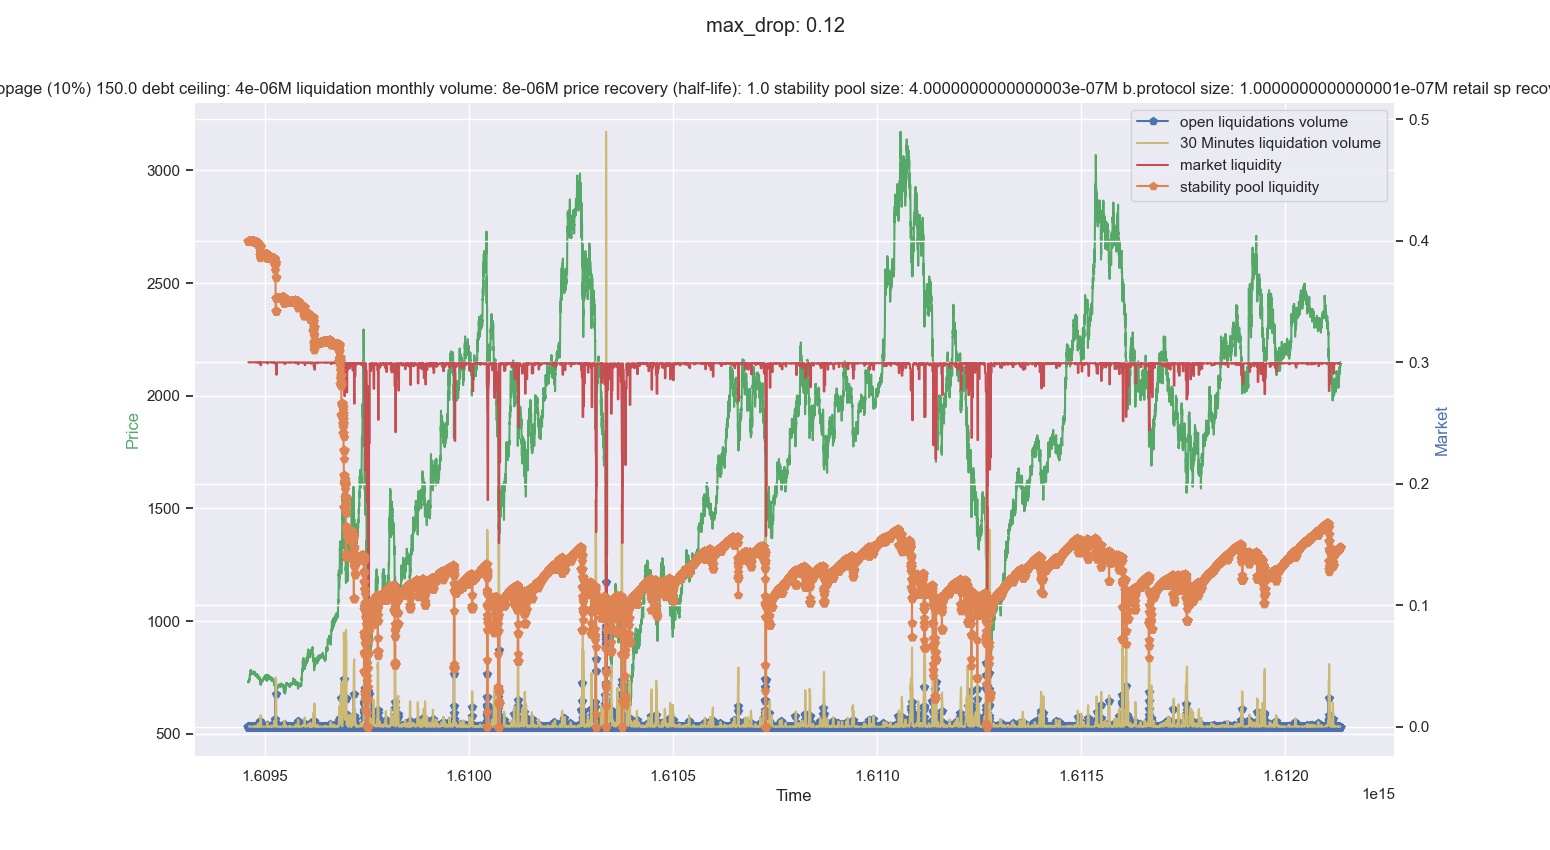 max_drop: 0.12
(10%) 150.0 debt ceiling: 4e-06M liquidation monthly volume: 8e-06M price recovery (half-life): 1.0 stability pool size: 4.0000000000000003e-07M b.protocol size: 1.0000000000000001e-07M retail sp
open liquidations volume
30 Minutes liquidation volume
market liquidity
stability pool liquidity
3000
2500
2000
1500
1000
500
Price
0.5
0.4
0.3
0.2
0.1
0.0
Market
1.6095
1.6100
1.6105
1.6110
1.6115
1.6120
1e15
Time